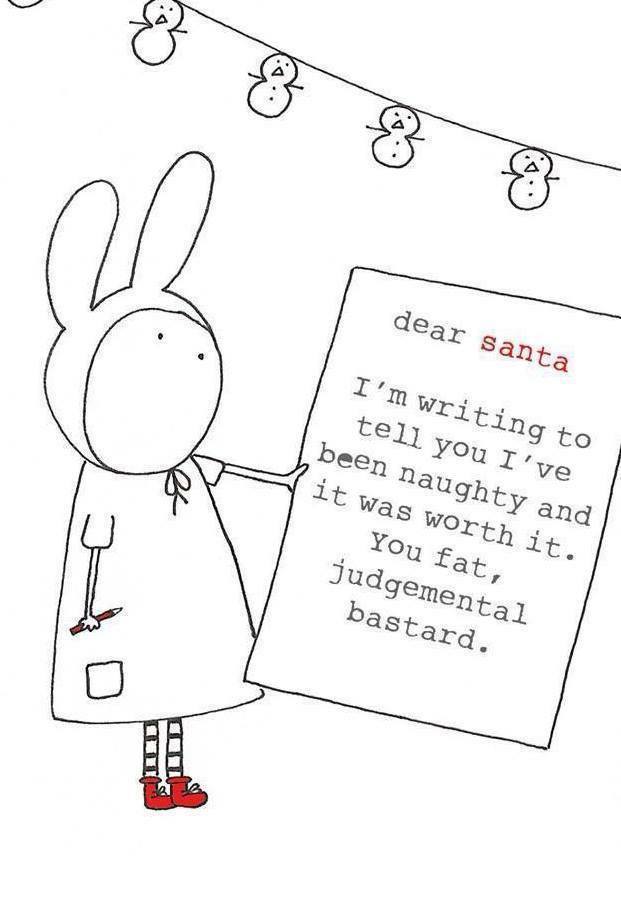 dear santa
I'm writing to
tell you I've
been naughty and
it was worth it.
You fat,
judgemental
bastard.